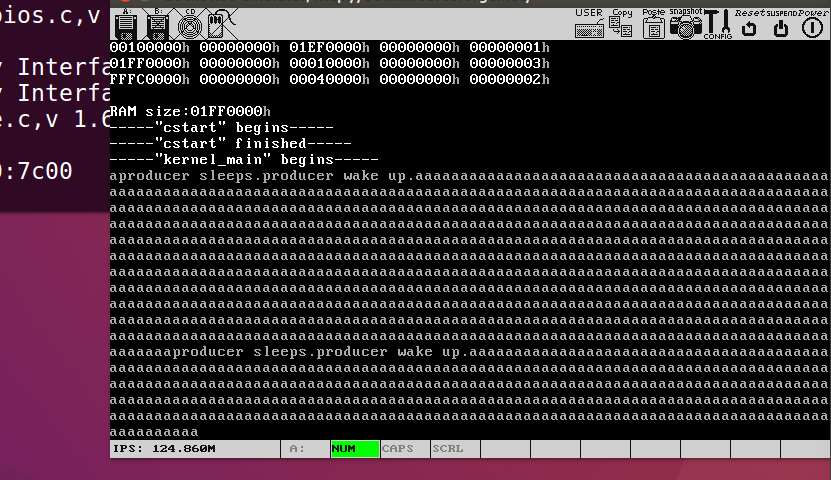 bios.c,v
y Interfa
y Interfa
e.c,v 1.6
0:7c00
A:
B:
CD
USER
Copy
Paste
snapshot
CONFIG
Reset
SUSPEND
Power
00100000h 00000000h 01EF0000h 00000000h 00000001h
01FF0000h 00000000h 00010000h 00000000h 00000003h
FFFC0000h 00000000h 00040000h 00000000h 00000002h
RAM size:01FF0000h
-----"cstart" begins-----
-----"cstart" finished-----
-----"kernel_main" begins-----
aproducer sleeps.producer wake up.aaaaaaaaaaaaaaaaaaaaaaaaaaaaaaaaaaaaaaaaaaaaaa
aaaaaaaaaaaaaaaaaaaaaaaaaaaaaaaaaaaaaaaaaaaaaaaaaaaaaaaaaaaaaaaaaaaaaaaaaaaaaaaa
aaaaaaaaaaaaaaaaaaaaaaaaaaaaaaaaaaaaaaaaaaaaaaaaaaaaaaaaaaaaaaaaaaaaaaaaaaaaaaaa
aaaaaaaaaaaaaaaaaaaaaaaaaaaaaaaaaaaaaaaaaaaaaaaaaaaaaaaaaaaaaaaaaaaaaaaaaaaaaaaa
aaaaaaaaaaaaaaaaaaaaaaaaaaaaaaaaaaaaaaaaaaaaaaaaaaaaaaaaaaaaaaaaaaaaaaaaaaaaaaaa
aaaaaaaaaaaaaaaaaaaaaaaaaaaaaaaaaaaaaaaaaaaaaaaaaaaaaaaaaaaaaaaaaaaaaaaaaaaaaaaa
aaaaaaaaaaaaaaaaaaaaaaaaaaaaaaaaaaaaaaaaaaaaaaaaaaaaaaaaaaaaaaaaaaaaaaaaaaaaaaaa
aaaaaaaaaaaaaaaaaaaaaaaaaaaaaaaaaaaaaaaaaaaaaaaaaaaaaaaaaaaaaaaaaaaaaaaaaaaaaaaa
aaaaaaaaaaaaaaaaaaaaaaaaaaaaaaaaaaaaaaaaaaaaaaaaaaaaaaaaaaaaaaaaaaaaaaaaaaaaaaaa
aaaaaaaaaaaaaaaaaaaaaaaaaaaaaaaaaaaaaaaaaaaaaaaaaaaaaaaaaaaaaaaaaaaaaaaaaaaaaaaa
aaaaaaaaaaaaaaaaaaaaaaaaaaaaaaaaaaaaaaaaaaaaaaaaaaaaaaaaaaaaaaaaaaaaaaaaaaaaaaaa
aaaaaaaproducer sleeps.producer wake up.aaaaaaaaaaaaaaaaaaaaaaaaaaaaaaaaaaaaaaaa
aaaaaaaaaaaaaaaaaaaaaaaaaaaaaaaaaaaaaaaaaaaaaaaaaaaaaaaaaaaaaaaaaaaaaaaaaaaaaaaa
aaaaaaaaaaaaaaaaaaaaaaaaaaaaaaaaaaaaaaaaaaaaaaaaaaaaaaaaaaaaaaaaaaaaaaaaaaaaaaaa
aaaaaaaaaaaaaaaaaaaaaaaaaaaaaaaaaaaaaaaaaaaaaaaaaaaaaaaaaaaaaaaaaaaaaaaaaaaaaaaa
aaaaaaaaaaaaaaaaaaaaaaaaaaaaaaaaaaaaaaaaaaaaaaaaaaaaaaaaaaaaaaaaaaaaaaaaaaaaaaaa
aaaaaaaaaa
IPS: 124.860M A: NUM CAPS SCRL